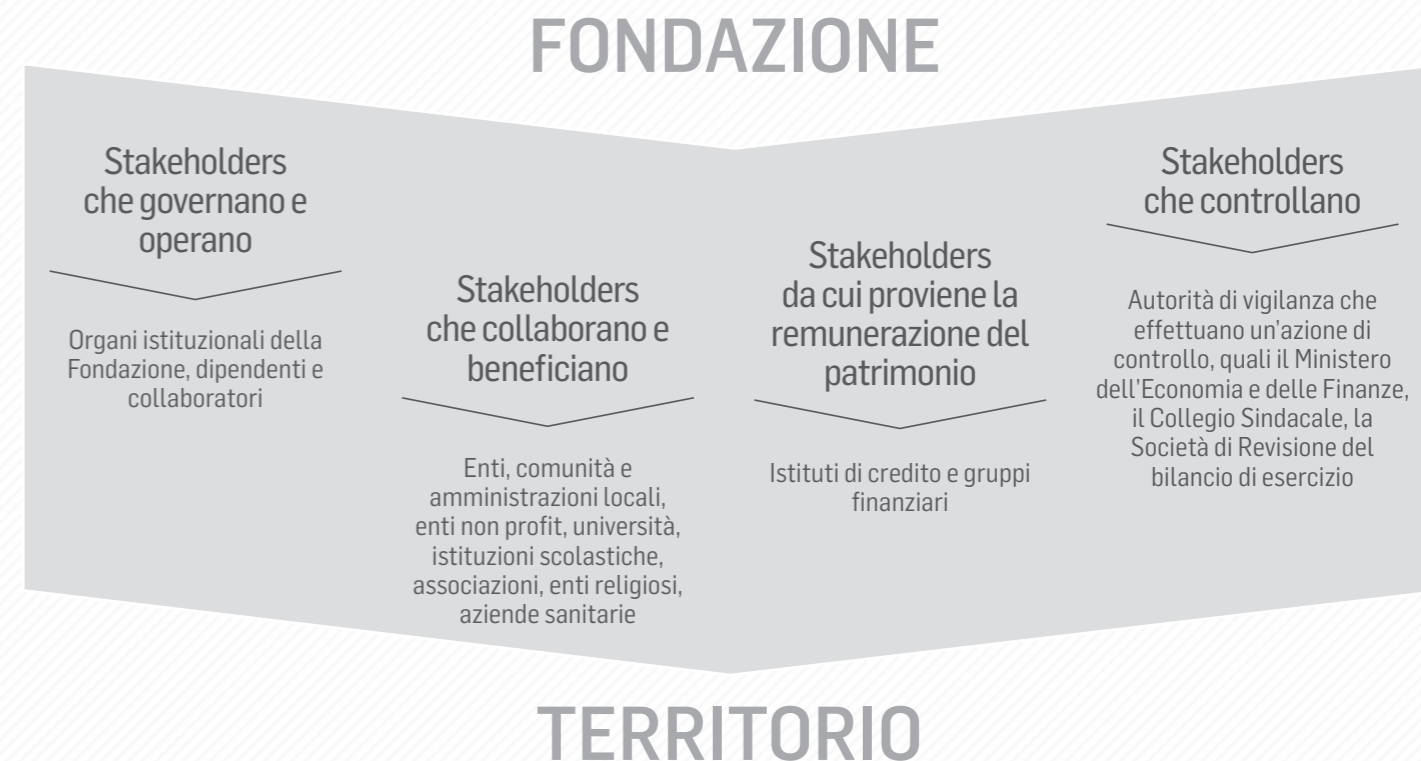 FONDAZIONE
Stakeholders
che governano e
operano
Organi istituzionali della
Fondazione, dipendenti e
collaboratori
Stakeholders
che collaborano e
beneficiano
Enti, comunità e
amministrazioni locali,
enti non profit, università,
istituzioni scolastiche,
associazioni, enti religiosi,
aziende sanitarie
Stakeholders
da cui proviene la
remunerazione del
patrimonio
Istituti di credito e gruppi
finanziari
Stakeholders
che controllano
Autorità di vigilanza che
effettuano un’azione di
controllo, quali il Ministero
dell’Economia e delle Finanze,
il Collegio Sindacale, la
Società di Revisione del
bilancio di esercizio
TERRITORIO